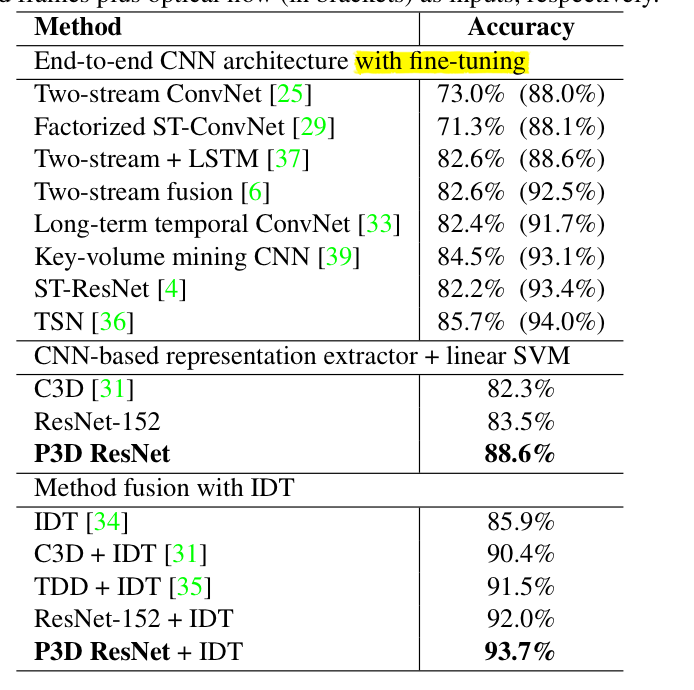 d frames plus optical flow (in brackets) as inputs, respectively.
Method Accuracy
End-to-end CNN architecture with fine-tuning
Two-stream ConvNet [25] 73.0% (88.0%)
Factorized ST-ConvNet [29] 71.3% (88.1%)
Two-stream + LSTM [37] 82.6% (88.6%)
Two-stream fusion [6] 82.6% (92.5%)
Long-term temporal ConvNet [33] 82.4% (91.7%)
Key-volume mining CNN [39] 84.5% (93.1%)
ST-ResNet [4] 82.2% (93.4%)
TSN [36] 85.7% (94.0%)
CNN-based representation extractor + linear SVM
C3D [31] 82.3%
ResNet-152 83.5%
P3D ResNet 88.6%
Method fusion with IDT
IDT [34] 85.9%
C3D + IDT [31] 90.4%
TDD + IDT [35] 91.5%
ResNet-152 + IDT 92.0%
P3D ResNet + IDT 93.7%